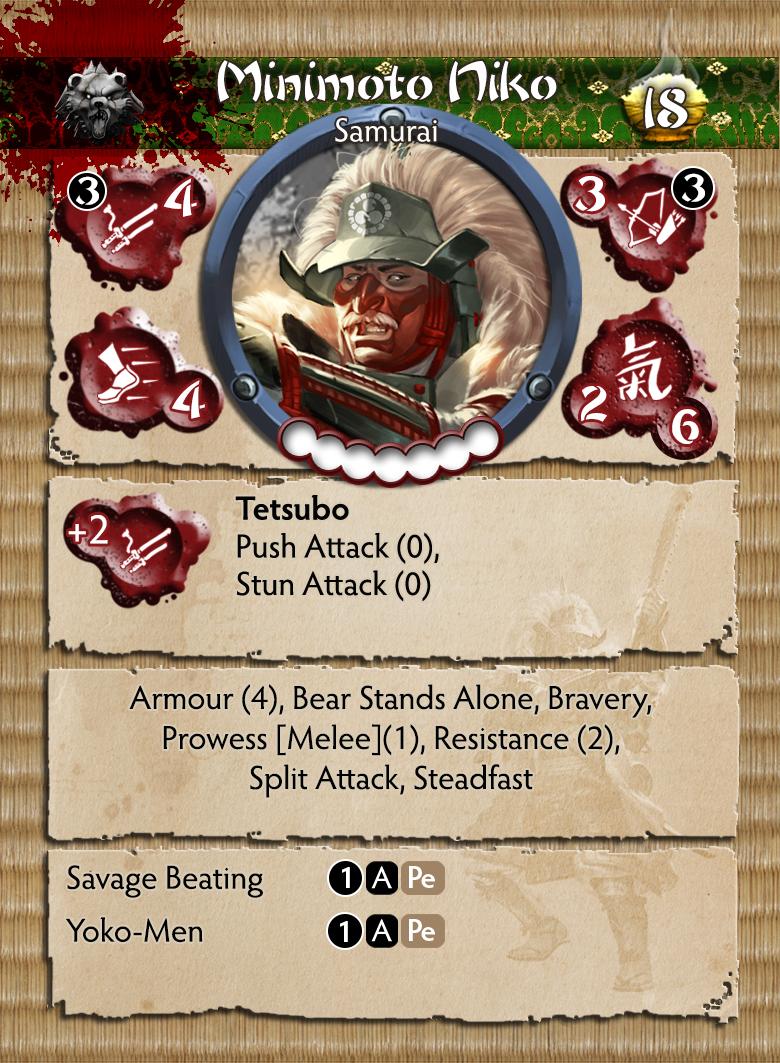 Minimoto Niko
18
Samurai
3 4
3 3
4
氣
2 6
+2
Tetsubo
Push Attack (0),
Stun Attack (0)
Armour (4), Bear Stands Alone, Bravery,
Prowess [Melee](1), Resistance (2),
Split Attack, Steadfast
Savage Beating 1 A Pe
Yoko-Men 1 A Pe